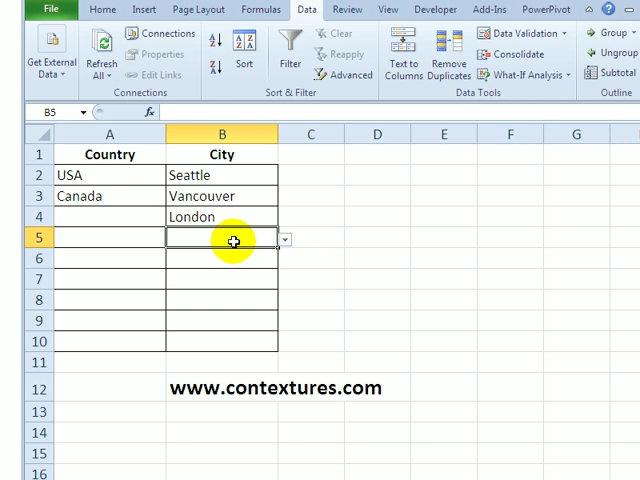 File Home Insert Page Layout Formulas Data Review View Developer Add-Ins PowerPivot
Get External Data
Refresh All
Connections
Properties
Edit Links
Connections
Sort
Filter
Clear
Reapply
Advanced
Sort & Filter
Text to Columns
Remove Duplicates
Data Validation
Consolidate
What-If Analysis
Data Tools
Group
Ungroup
Subtotal
Outline
B5 fx
A B C D E F G
1 Country City
2 USA Seattle
3 Canada Vancouver
4 London
5
6
7
8
9
10
11
12 www.contextures.com
13
14
15
16